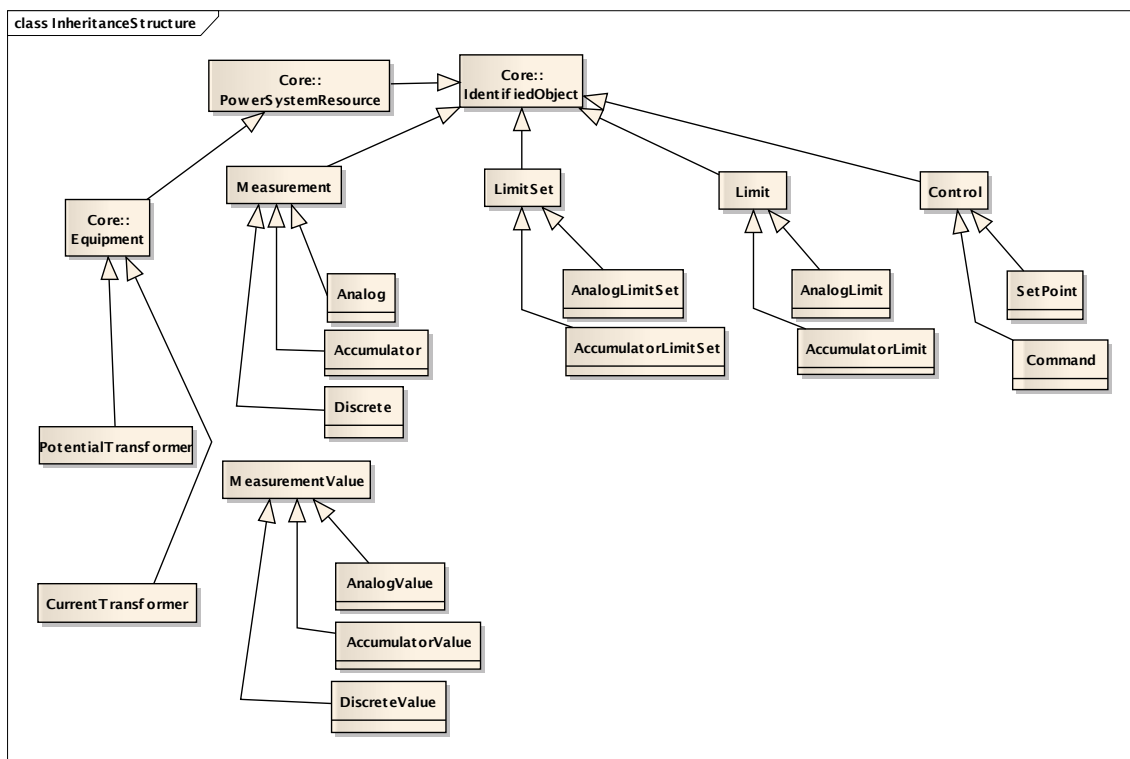 class InheritanceStructure
Core::
PowerSystemResource
Core::
IdentifiedObject
Measurement
LimitSet
Limit
Control
Core::
Equipment
Analog
AnalogLimitSet
AnalogLimit
SetPoint
Accumulator
AccumulatorLimitSet
AccumulatorLimit
Command
Discrete
PotentialTransformer
MeasurementValue
AnalogValue
CurrentTransformer
AccumulatorValue
DiscreteValue